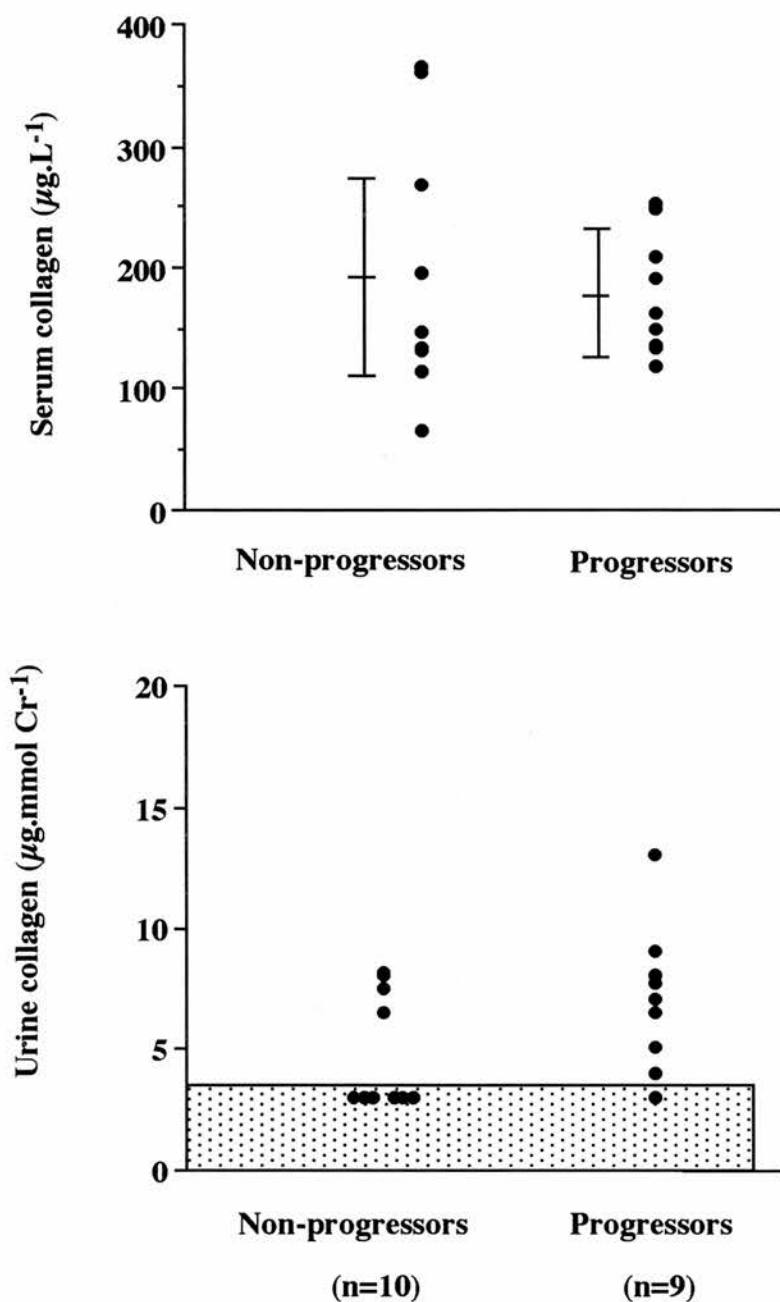 400
300
200
100
0
Serum collagen (µg.L-1)
Non-progressors Progressors
20
15
10
5
0
Urine collagen (µg.mmol Cr-1)
Non-progressors Progressors
(n=10) (n=9)